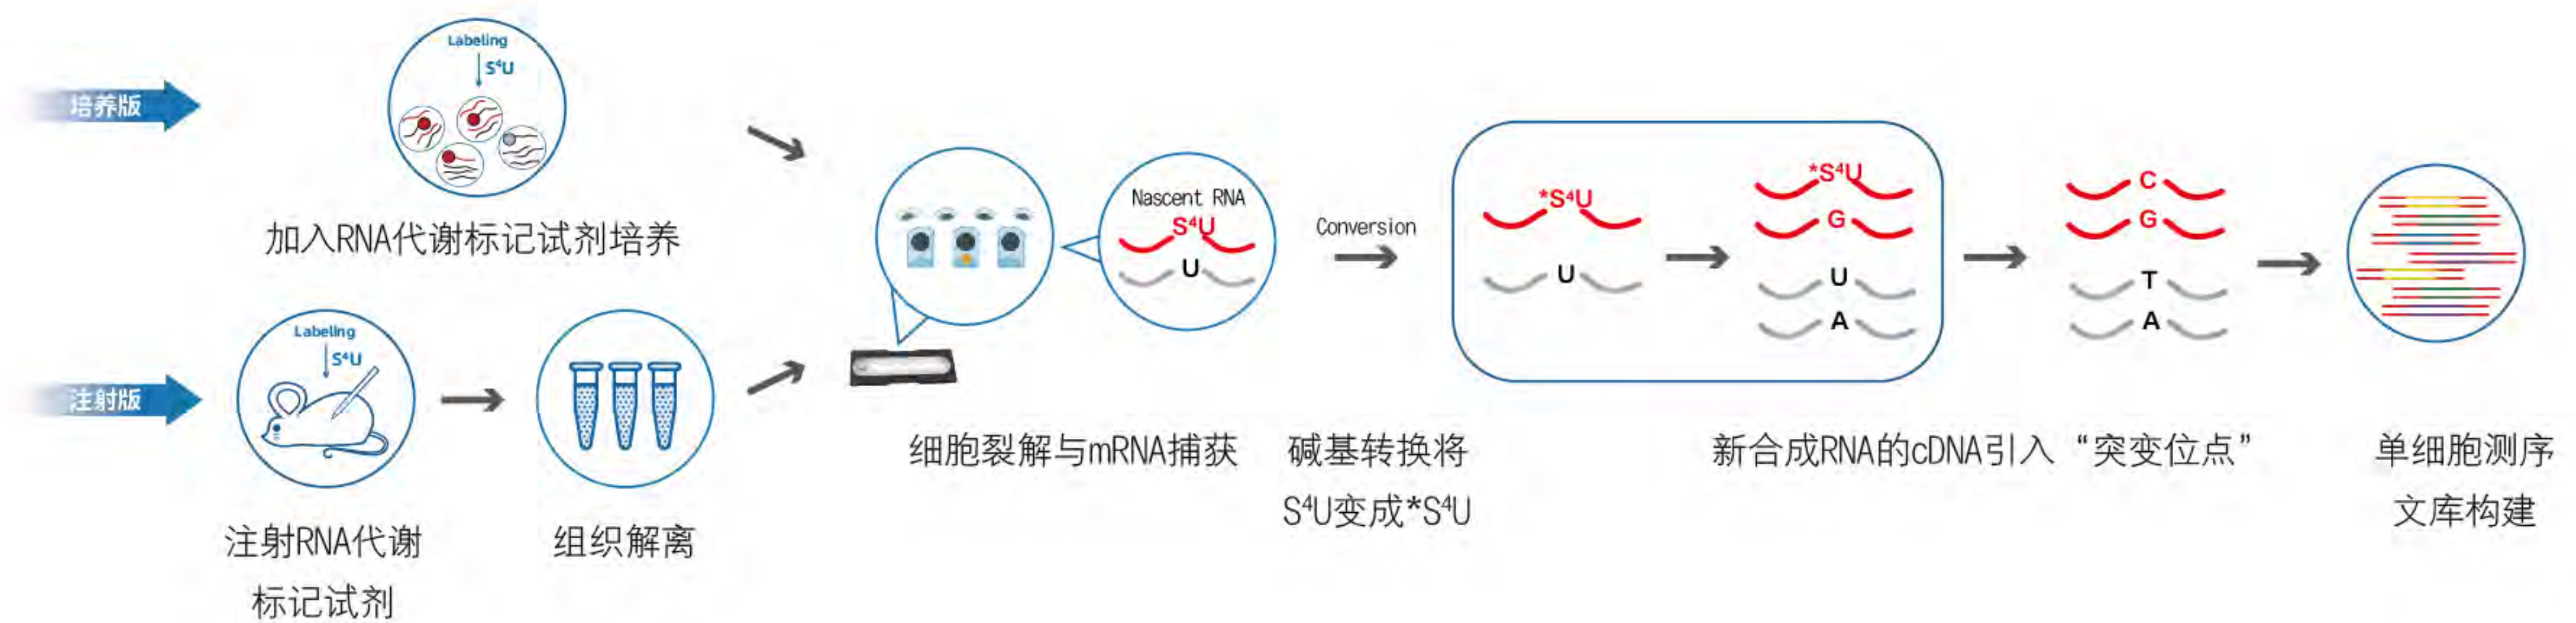 培养版
Labeling
S⁴U
加入RNA代谢标记试剂培养
注射版
Labeling
S⁴U
注射RNA代谢
标记试剂
组织解离
细胞裂解与mRNA捕获
Nascent RNA
S⁴U
U
Conversion
碱基转换将
S⁴U变成*S⁴U
*S⁴U
U
*S⁴U
G
U
A
C
G
T
A
新合成RNA的cDNA引入“突变位点”
单细胞测序
文库构建